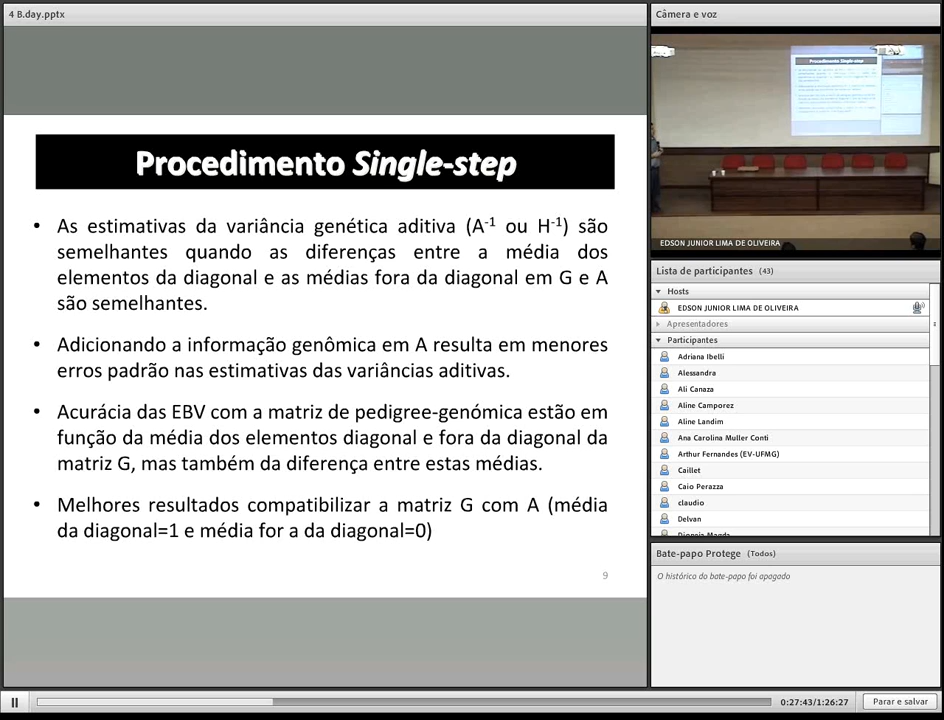 4 B.day.pptx
Procedimento Single-step
• As estimativas da variância genética aditiva (A⁻¹ ou H⁻¹) são
semelhantes quando as diferenças entre a média dos
elementos da diagonal e as médias fora da diagonal em G e A
são semelhantes.
• Adicionando a informação genômica em A resulta em menores
erros padrão nas estimativas das variâncias aditivas.
• Acurácia das EBV com a matriz de pedigree-genómica estão em
função da média dos elementos diagonal e fora da diagonal da
matriz G, mas também da diferença entre estas médias.
• Melhores resultados compatibilizar a matriz G com A (média
da diagonal=1 e média for a da diagonal=0)
9
Câmera e voz
Procedimento Single-step
EDSON JUNIOR LIMA DE OLIVEIRA
Lista de participantes (43)
Hosts
EDSON JUNIOR LIMA DE OLIVEIRA
Apresentadores
Participantes
Adriana Ibelli
Alessandra
Ali Canaza
Aline Camporez
Aline Landim
Ana Carolina Muller Conti
Arthur Fernandes (EV-UFMG)
Caillet
Caio Perazza
claudio
Delvan
Bate-papo Protege (Todos)
O histórico do bate-papo foi apagado
0:27:43/1:26:27
Parar e salvar